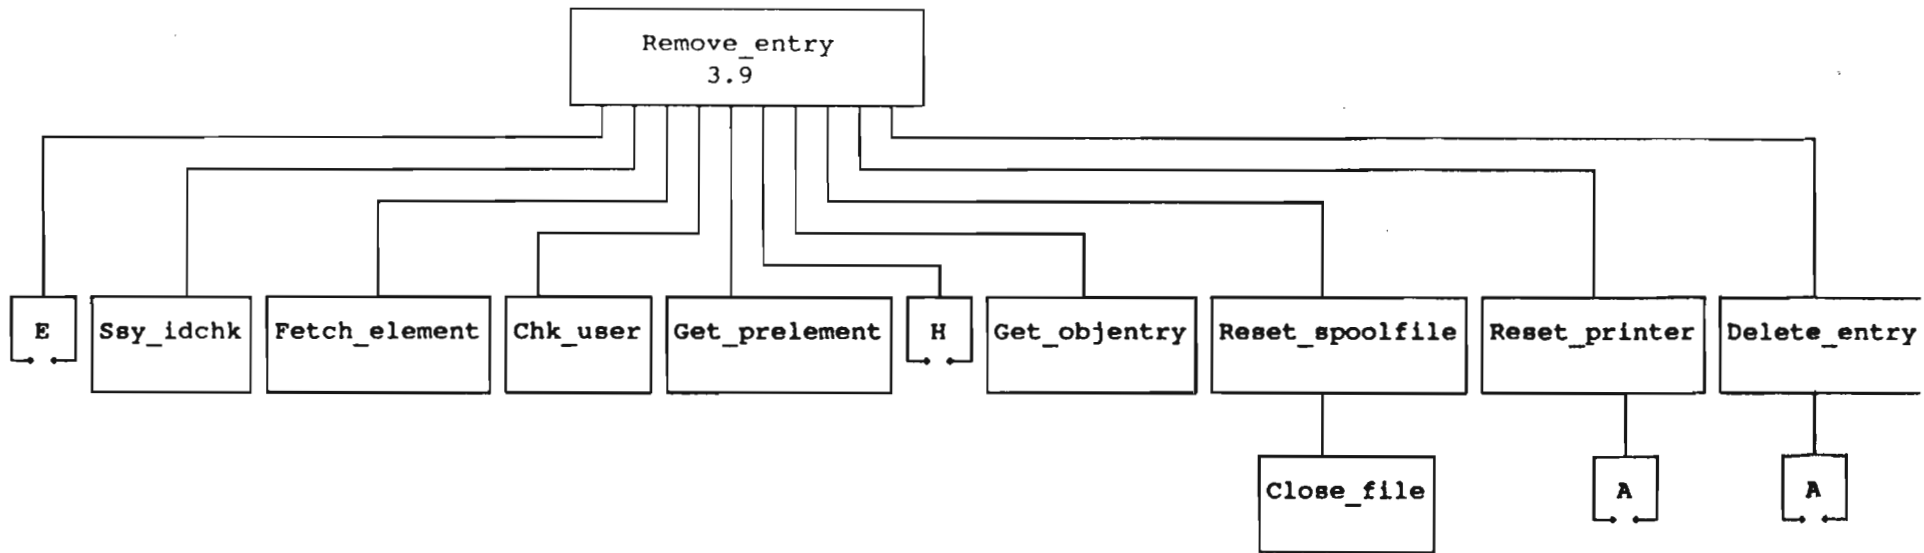 Remove_entry
3.9
E
Ssy_idchk
Fetch_element
Chk_user
Get_prelement
H
Get_objentry
Reset_spoolfile
Reset_printer
Delete_entry
Close_file
A
A